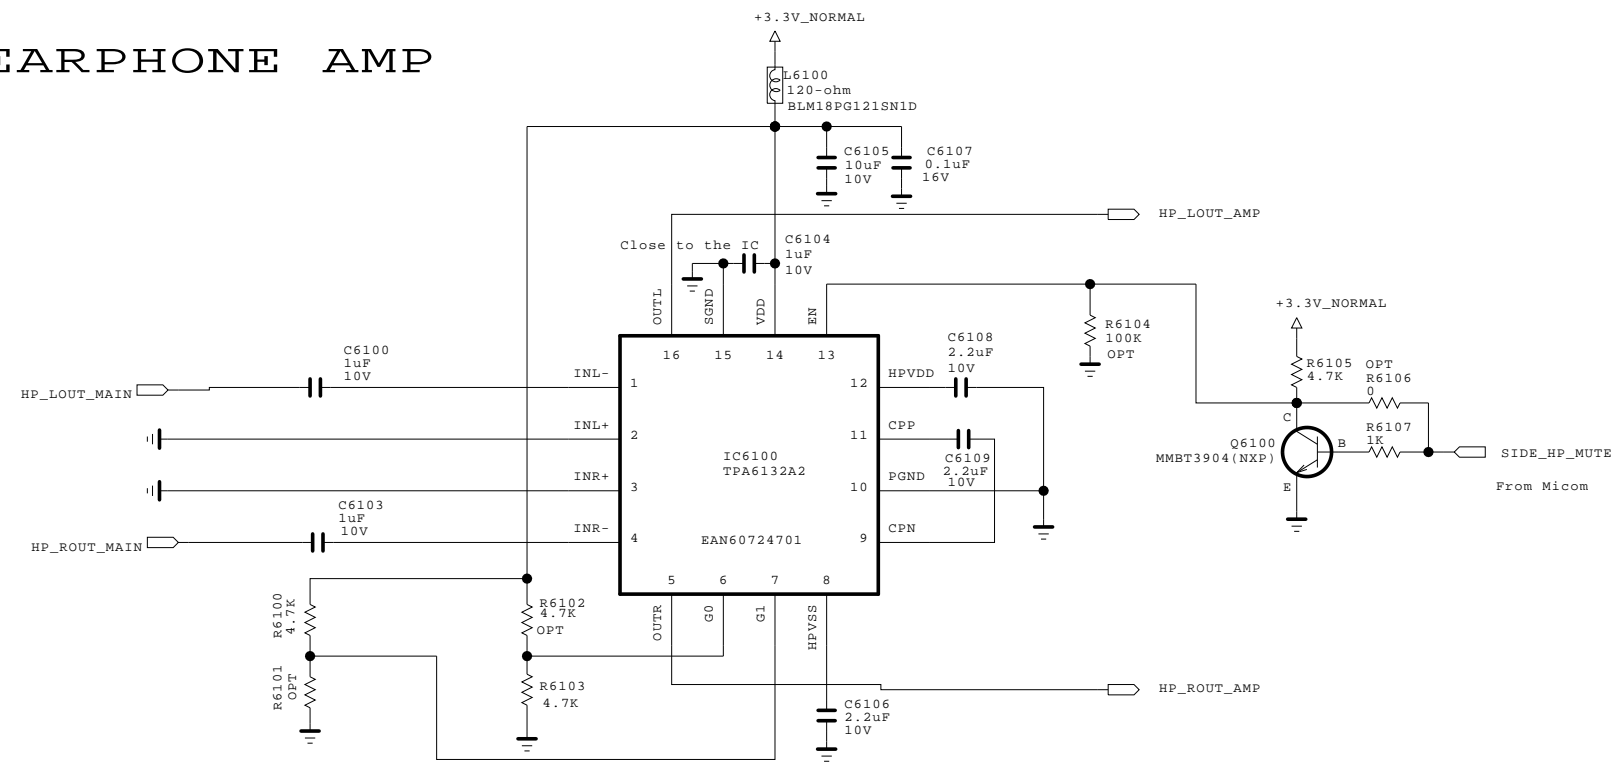 +3.3V_NORMAL
EARPHONE AMP
L6100
120-ohm
BLM18PG121SN1D
C6105
10uF
10V
C6107
0.1uF
16V
HP_LOUT_AMP
Close to the IC
C6104
1uF
10V
OUTL
SGND
VDD
EN
16
15
14
13
+3.3V_NORMAL
R6104
100K
OPT
R6105
4.7K
OPT
R6106
0
R6107
1K
C
B
E
Q6100
MMBT3904(NXP)
SIDE_HP_MUTE
From Micom
C6100
1uF
10V
HP_LOUT_MAIN
INL-
1
INL+
2
INR+
3
INR-
4
C6103
1uF
10V
HP_ROUT_MAIN
IC6100
TPA6132A2
EAN60724701
12
HPVDD
11
CPP
10
PGND
9
CPN
C6108
2.2uF
10V
C6109
2.2uF
10V
5
6
7
8
OUTR
G0
G1
HPVSS
R6100
4.7K
R6101
OPT
R6102
4.7K
OPT
R6103
4.7K
HP_ROUT_AMP
C6106
2.2uF
10V